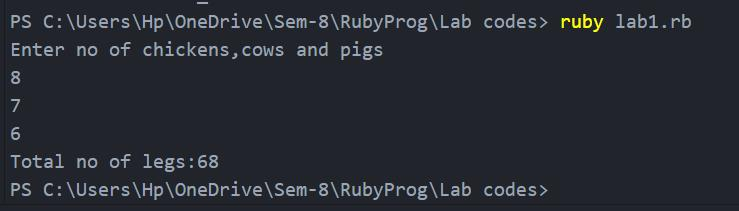 PS C:\Users\Hp\OneDrive\Sem-8\RubyProg\Lab codes> ruby lab1.rb
Enter no of chickens,cows and pigs
8
7
6
Total no of legs:68
PS C:\Users\Hp\OneDrive\Sem-8\RubyProg\Lab codes>